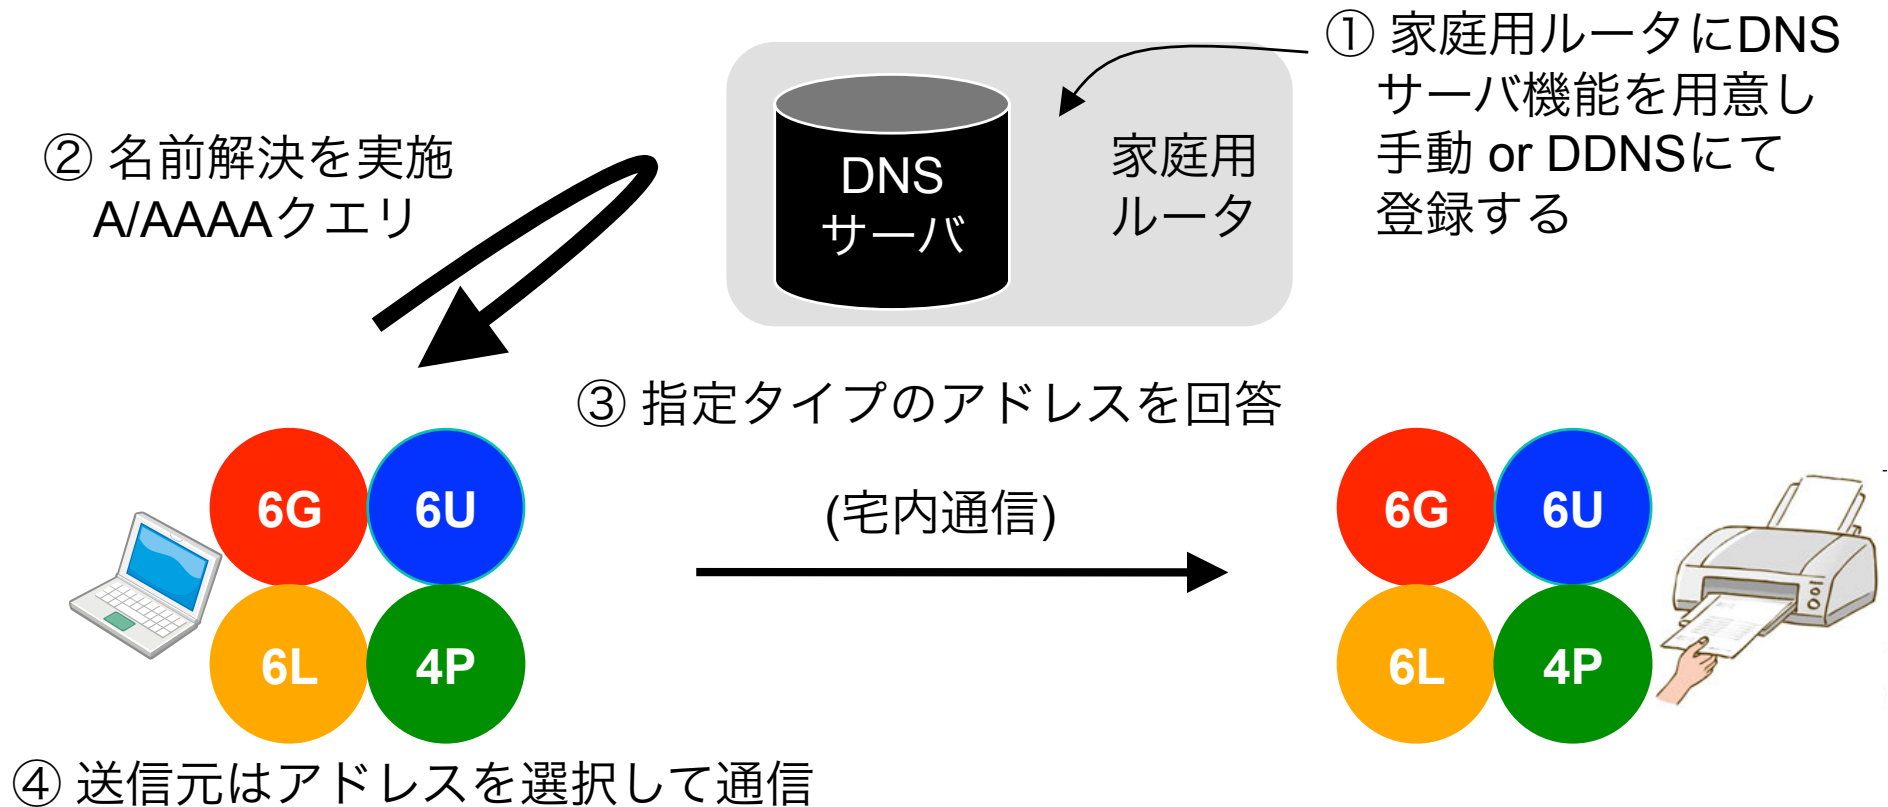 ① 家庭用ルータにDNS
サーバ機能を用意し
手動 or DDNSにて
登録する
② 名前解決を実施
A/AAAAクエリ
DNS
サーバ
家庭用
ルータ
③ 指定タイプのアドレスを回答
6G
6U
6L
4P
(宅内通信)
6G
6U
6L
4P
④ 送信元はアドレスを選択して通信